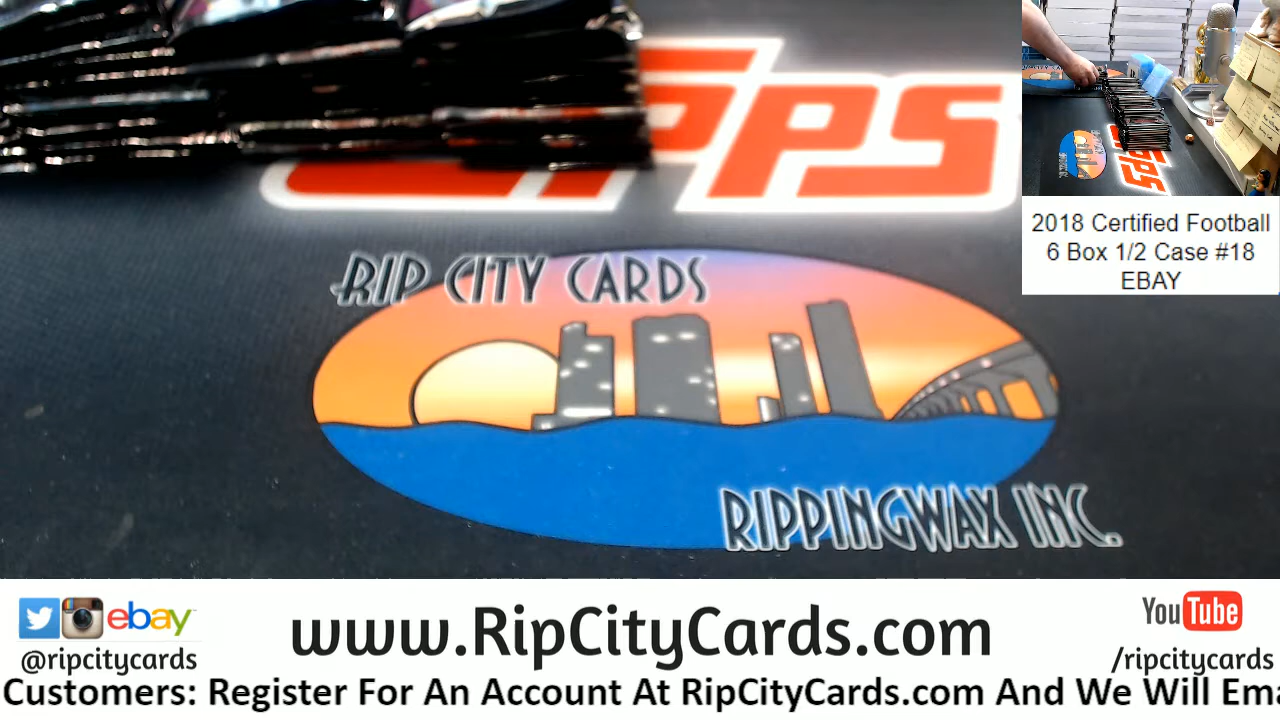 RIP CITY CARDS
RIPPINGWAX INC.
2018 Certified Football
6 Box 1/2 Case #18
EBAY
ebay
@ripcitycards
www.RipCityCards.com
YouTube
/ripcitycards
Customers: Register For An Account At RipCityCards.com And We Will Ema